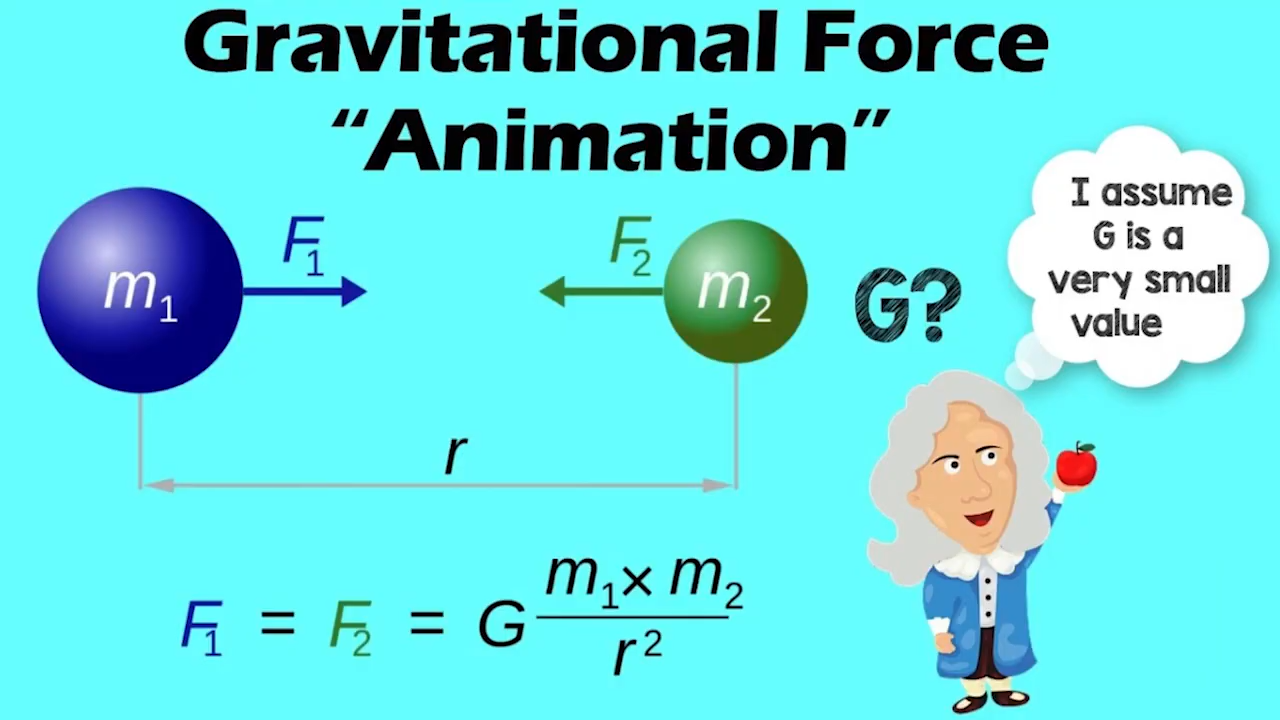 Gravitational Force
“Animation”
I assume
G is a
very small
value
F₁
F₂
m₁
m₂
G?
r
F₁ = F₂ = G m₁ × m₂ / r²